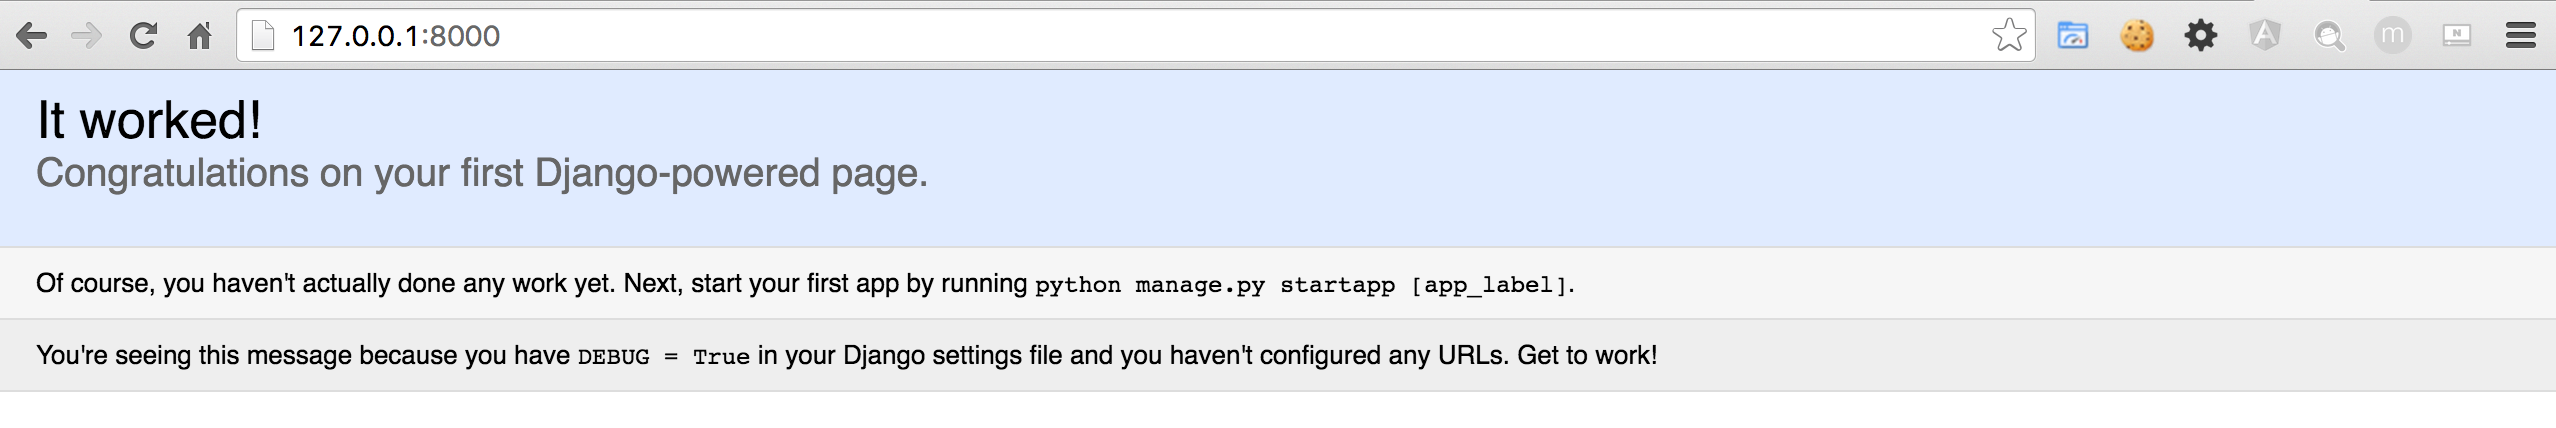 127.0.0.1:8000
It worked!
Congratulations on your first Django-powered page.
Of course, you haven't actually done any work yet. Next, start your first app by running python manage.py startapp [app_label].
You're seeing this message because you have DEBUG = True in your Django settings file and you haven't configured any URLs. Get to work!
A
m
N